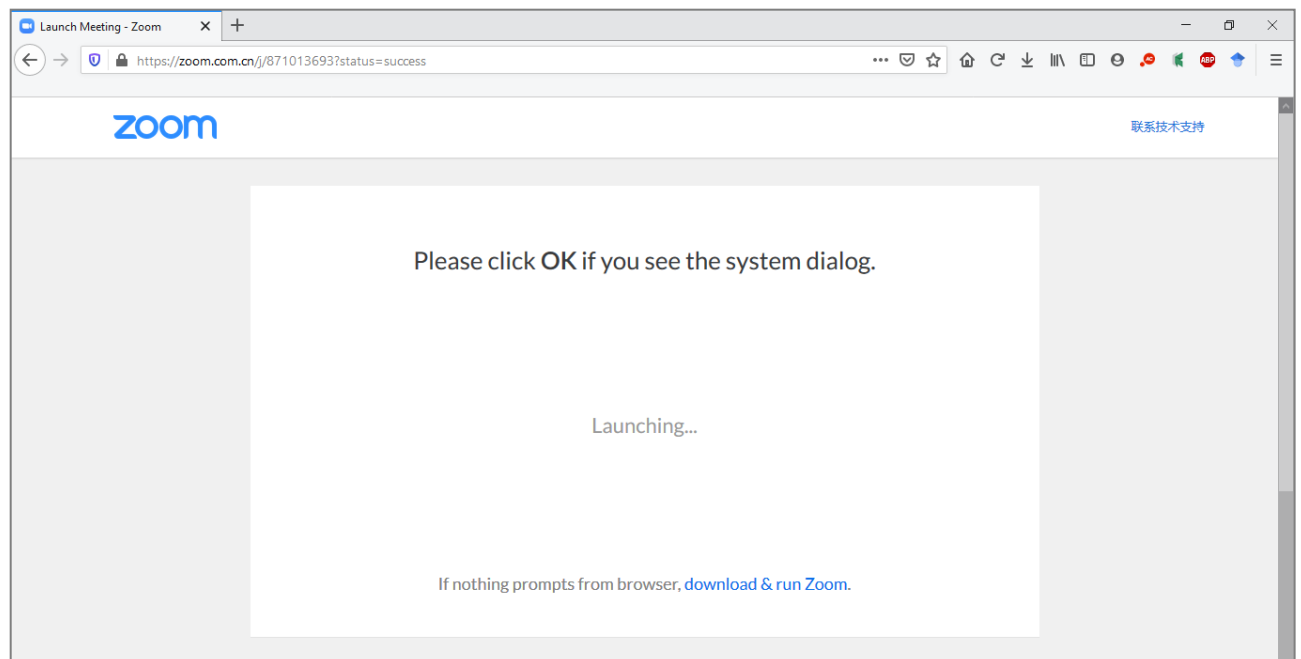 Launch Meeting - Zoom
https://zoom.com.cn/j/871013693?status=success
ABP
zoom
联系技术支持
Please click OK if you see the system dialog.
Launching...
If nothing prompts from browser, download & run Zoom.